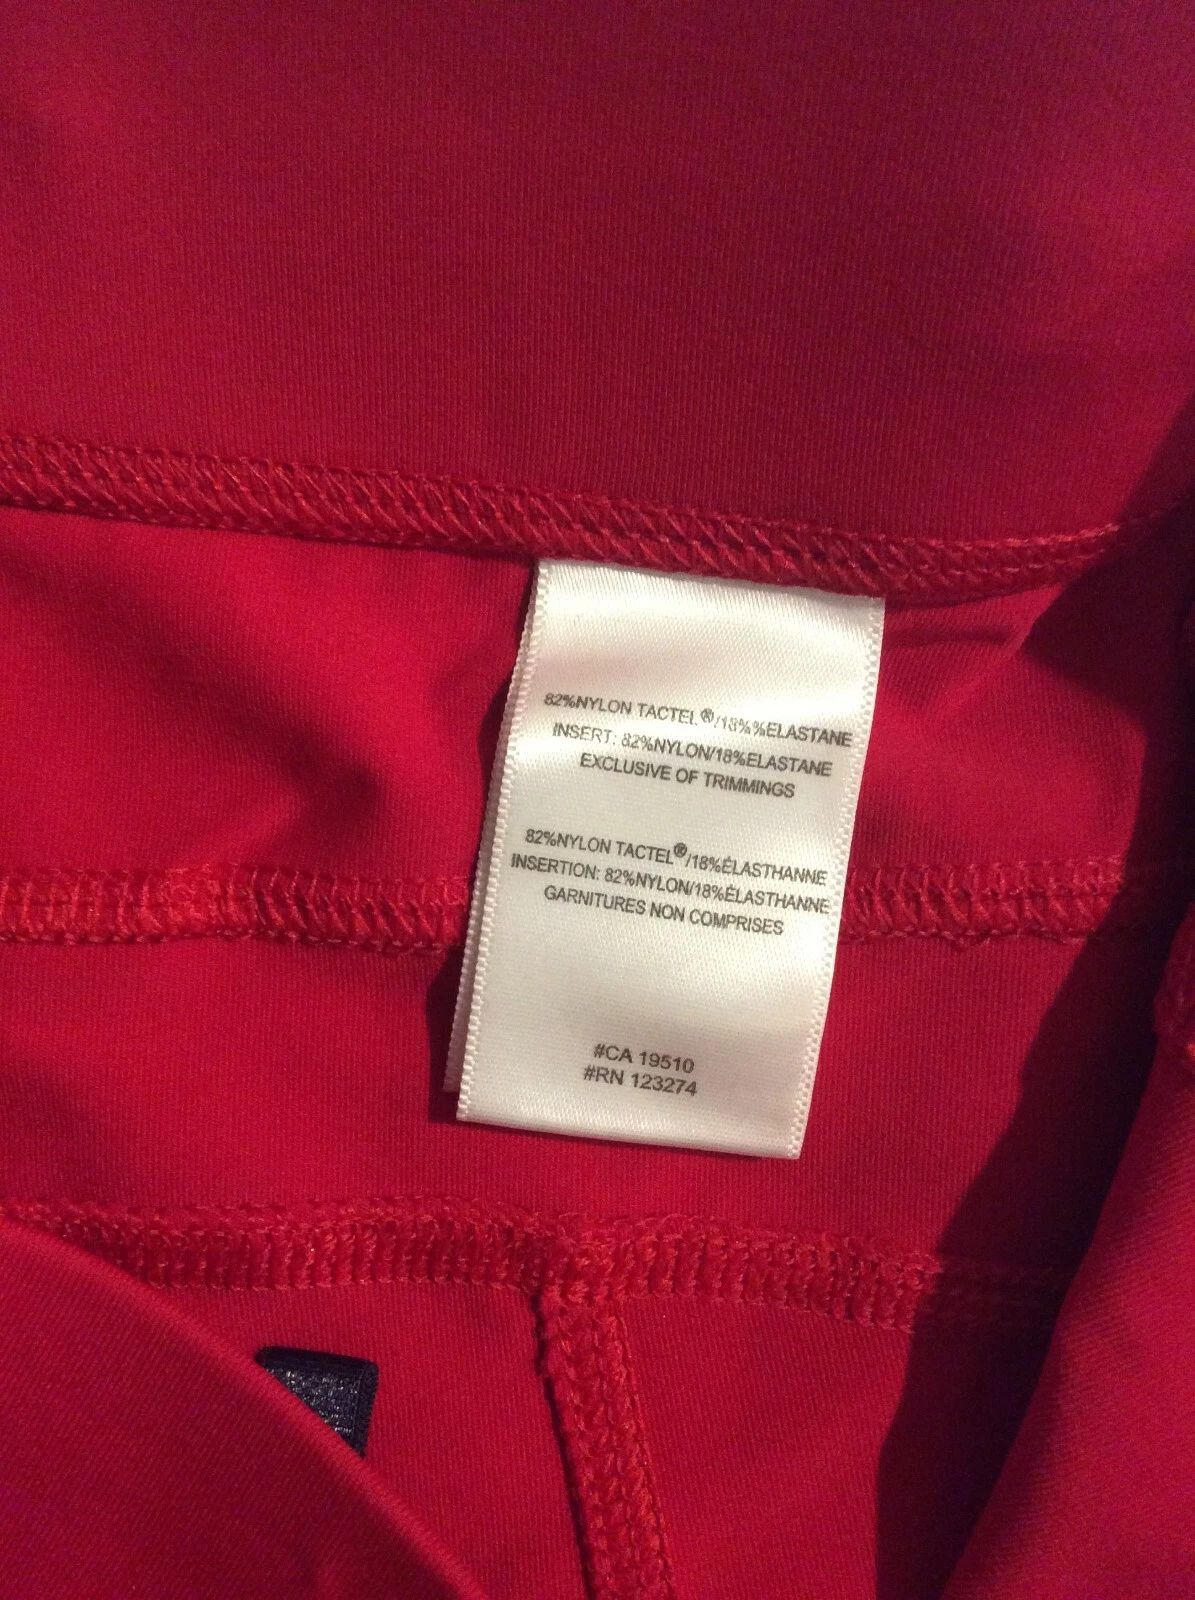 82%NYLON TACTEL®/18%%ELASTANE
INSERT: 82%NYLON/18%ELASTANE
EXCLUSIVE OF TRIMMINGS
82%NYLON TACTEL®/18%ÉLASTHANNE
INSERTION: 82%NYLON/18%ÉLASTHANNE
GARNITURES NON COMPRISES
#CA 19510
#RN 123274